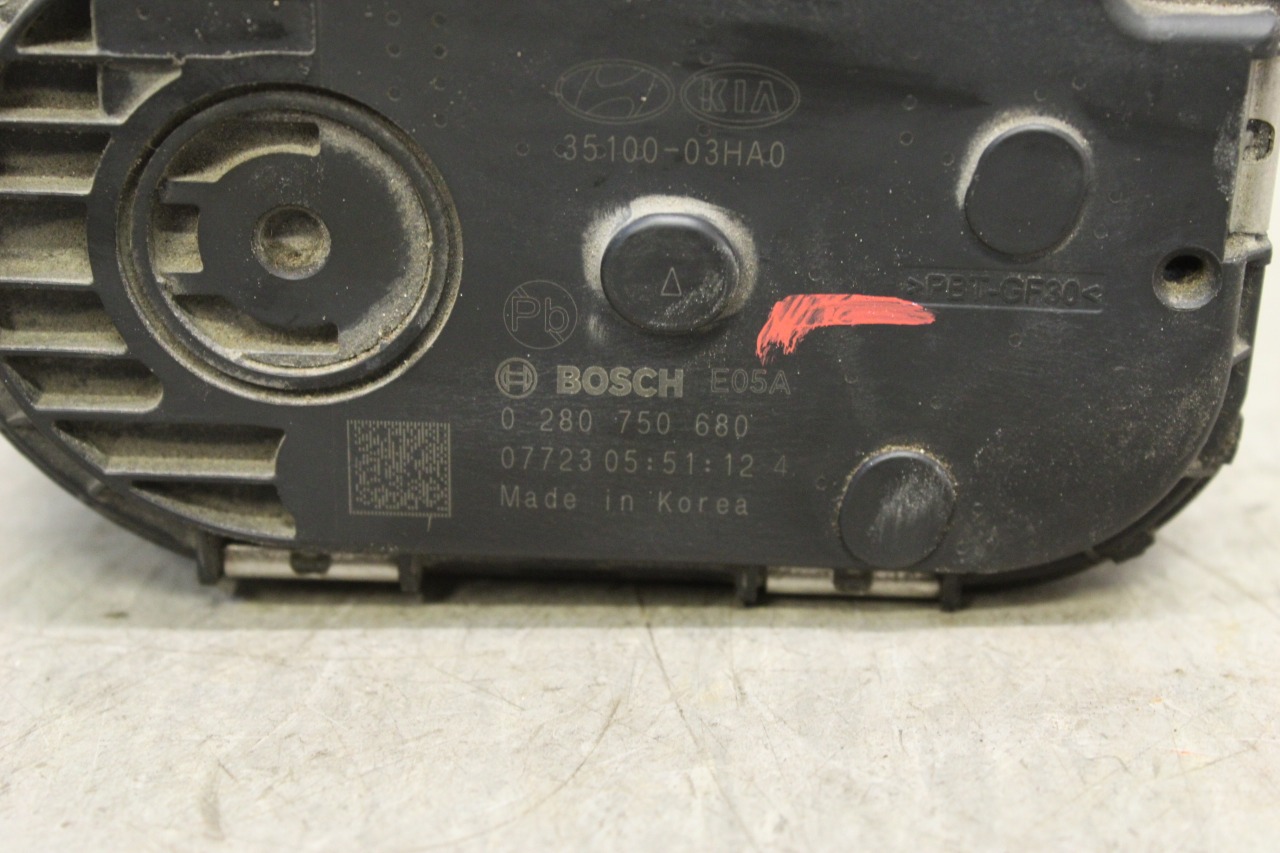 KIA
35100-03HA0
>PBT-GF30<
Pb
BOSCH E05A
0 280 750 680
07723 05:51:12 4
Made in Korea